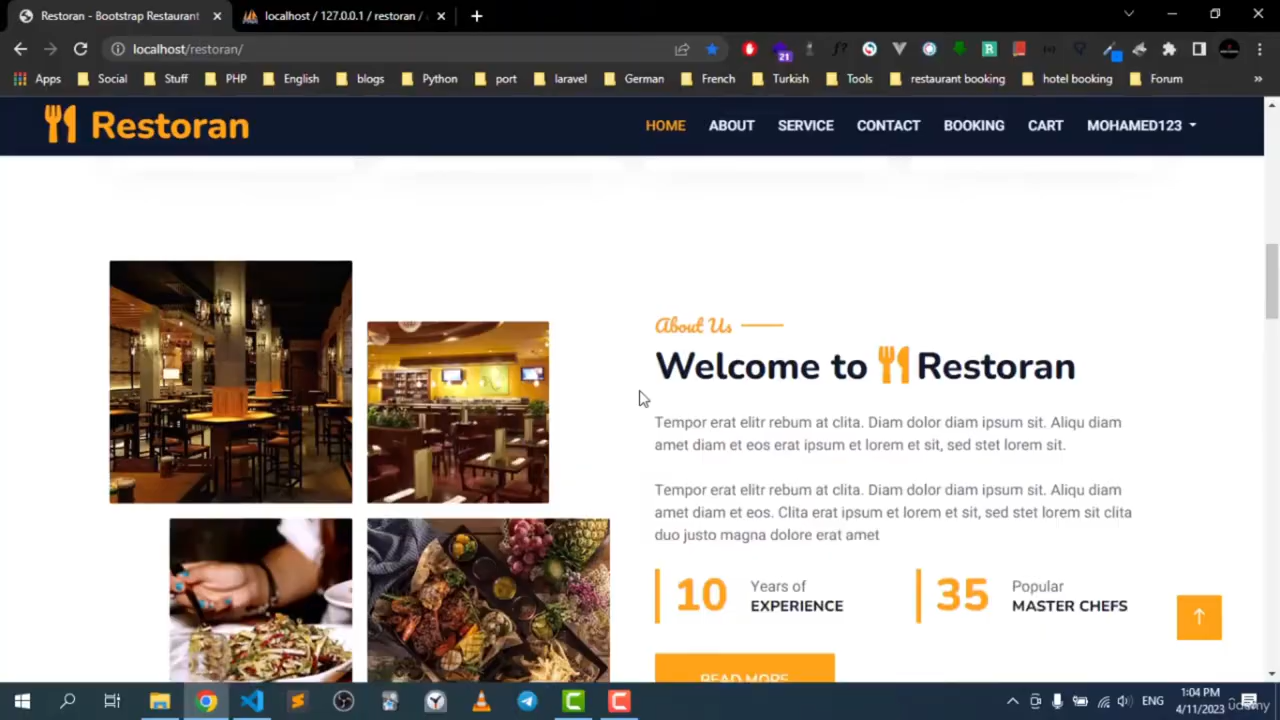 Restoran - Bootstrap Restaurant
localhost / 127.0.0.1 / restoran /
localhost/restoran/
21
Apps Social Stuff PHP English blogs Python port laravel German French Turkish Tools restaurant booking hotel booking Forum
Restoran
HOME ABOUT SERVICE CONTACT BOOKING CART MOHAMED123
About Us
Welcome to Restoran
Tempor erat elitr rebum at clita. Diam dolor diam ipsum sit. Aliqu diam
amet diam et eos erat ipsum et lorem et sit, sed stet lorem sit.
Tempor erat elitr rebum at clita. Diam dolor diam ipsum sit. Aliqu diam
amet diam et eos. Clita erat ipsum et lorem et sit, sed stet lorem sit clita
duo justo magna dolore erat amet
10 Years of
EXPERIENCE
35 Popular
MASTER CHEFS
READ MORE
ENG
1:04 PM
4/11/2023
Udemy